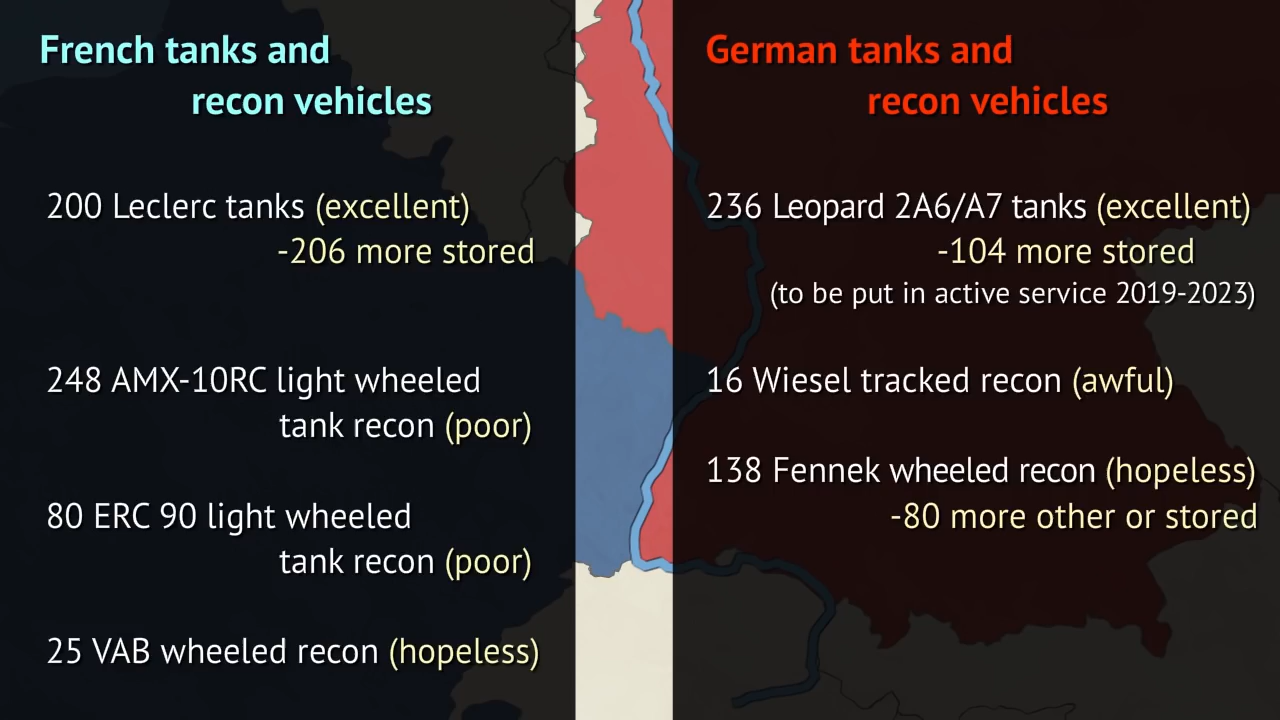 French tanks and
recon vehicles
200 Leclerc tanks (excellent)
-206 more stored
248 AMX-10RC light wheeled
tank recon (poor)
80 ERC 90 light wheeled
tank recon (poor)
25 VAB wheeled recon (hopeless)
German tanks and
recon vehicles
236 Leopard 2A6/A7 tanks (excellent)
-104 more stored
(to be put in active service 2019-2023)
16 Wiesel tracked recon (awful)
138 Fennek wheeled recon (hopeless)
-80 more other or stored